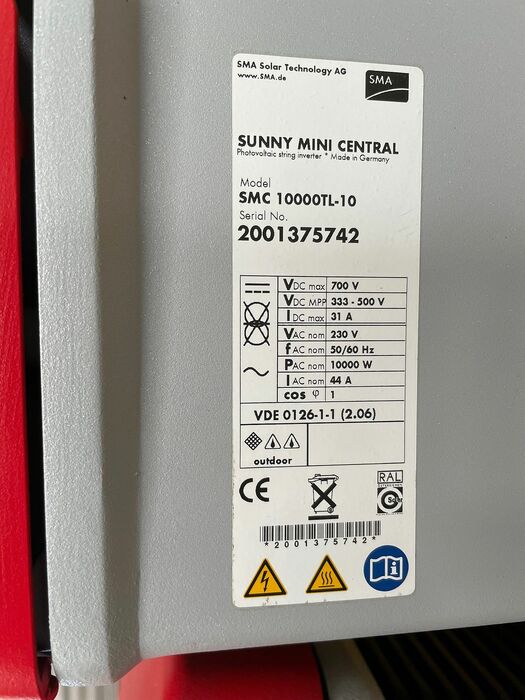 SMA Solar Technology AG
www.SMA.de
SMA
SUNNY MINI CENTRAL
Photovoltaic string inverter * Made in Germany
Model
SMC 10000TL-10
Serial No.
2001375742
VDC max 700 V
VDC MPP 333 - 500 V
IDC max 31 A
VAC nom 230 V
fAC nom 50/60 Hz
PAC nom 10000 W
IAC nom 44 A
cos φ 1
VDE 0126-1-1 (2.06)
outdoor
CE
RAL
*2001375742*
i